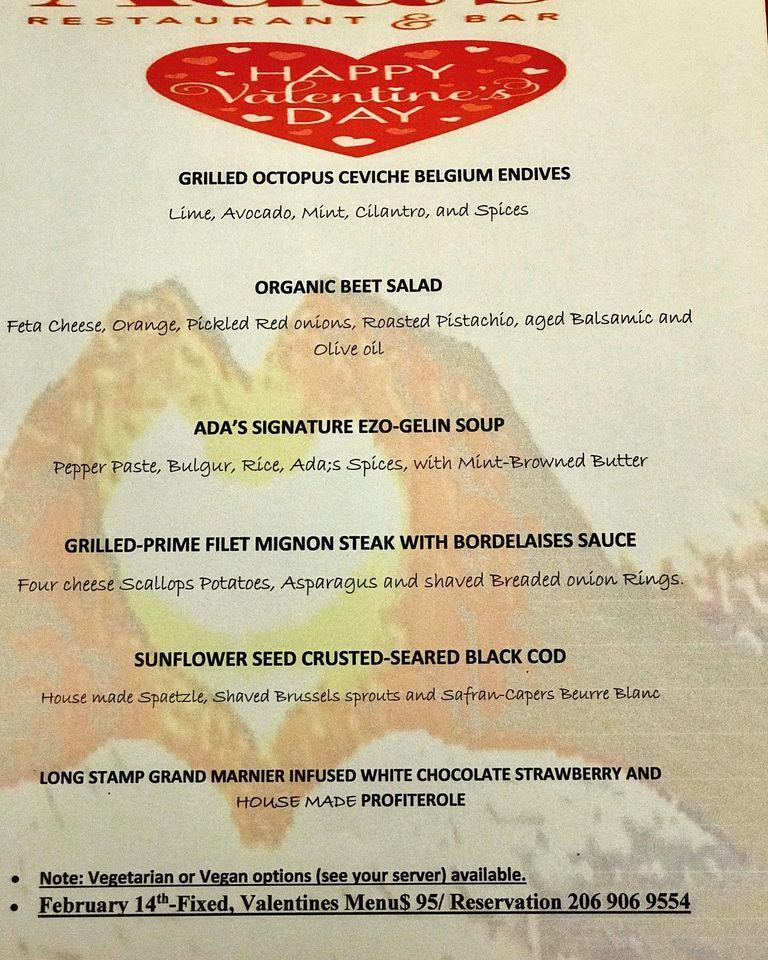 Ada's
RESTAURANT & BAR
HAPPY
Valentine's
DAY
GRILLED OCTOPUS CEVICHE BELGIUM ENDIVES
Lime, Avocado, Mint, Cilantro, and Spices
ORGANIC BEET SALAD
Feta Cheese, Orange, Pickled Red onions, Roasted Pistachio, aged Balsamic and
Olive oil
ADA'S SIGNATURE EZO-GELIN SOUP
Pepper Paste, Bulgur, Rice, Ada;s Spices, with Mint-Browned Butter
GRILLED-PRIME FILET MIGNON STEAK WITH BORDELAISES SAUCE
Four cheese Scallops Potatoes, Asparagus and shaved Breaded onion Rings.
SUNFLOWER SEED CRUSTED-SEARED BLACK COD
House made Spaetzle, Shaved Brussels sprouts and Safran-Capers Beurre Blanc
LONG STAMP GRAND MARNIER INFUSED WHITE CHOCOLATE STRAWBERRY AND
HOUSE MADE PROFITEROLE
• Note: Vegetarian or Vegan options (see your server) available.
• February 14th-Fixed, Valentines Menu$ 95/ Reservation 206 906 9554